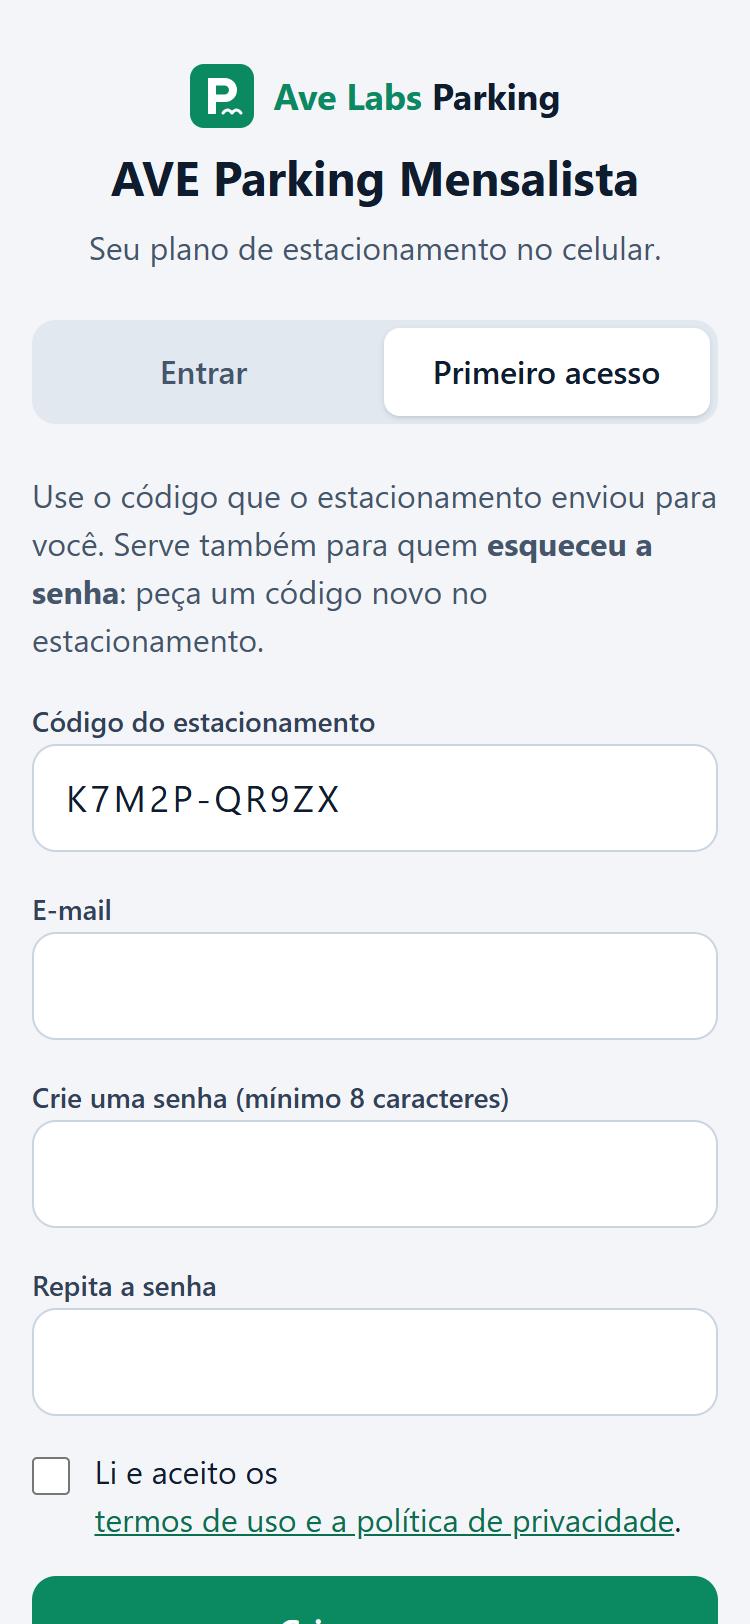 Ave Labs Parking
AVE Parking Mensalista
Seu plano de estacionamento no celular.
Entrar
Primeiro acesso
Use o código que o estacionamento enviou para
você. Serve também para quem esqueceu a
senha: peça um código novo no
estacionamento.
Código do estacionamento
K7M2P-QR9ZX
E-mail
Crie uma senha (mínimo 8 caracteres)
Repita a senha
Li e aceito os
termos de uso e a política de privacidade.